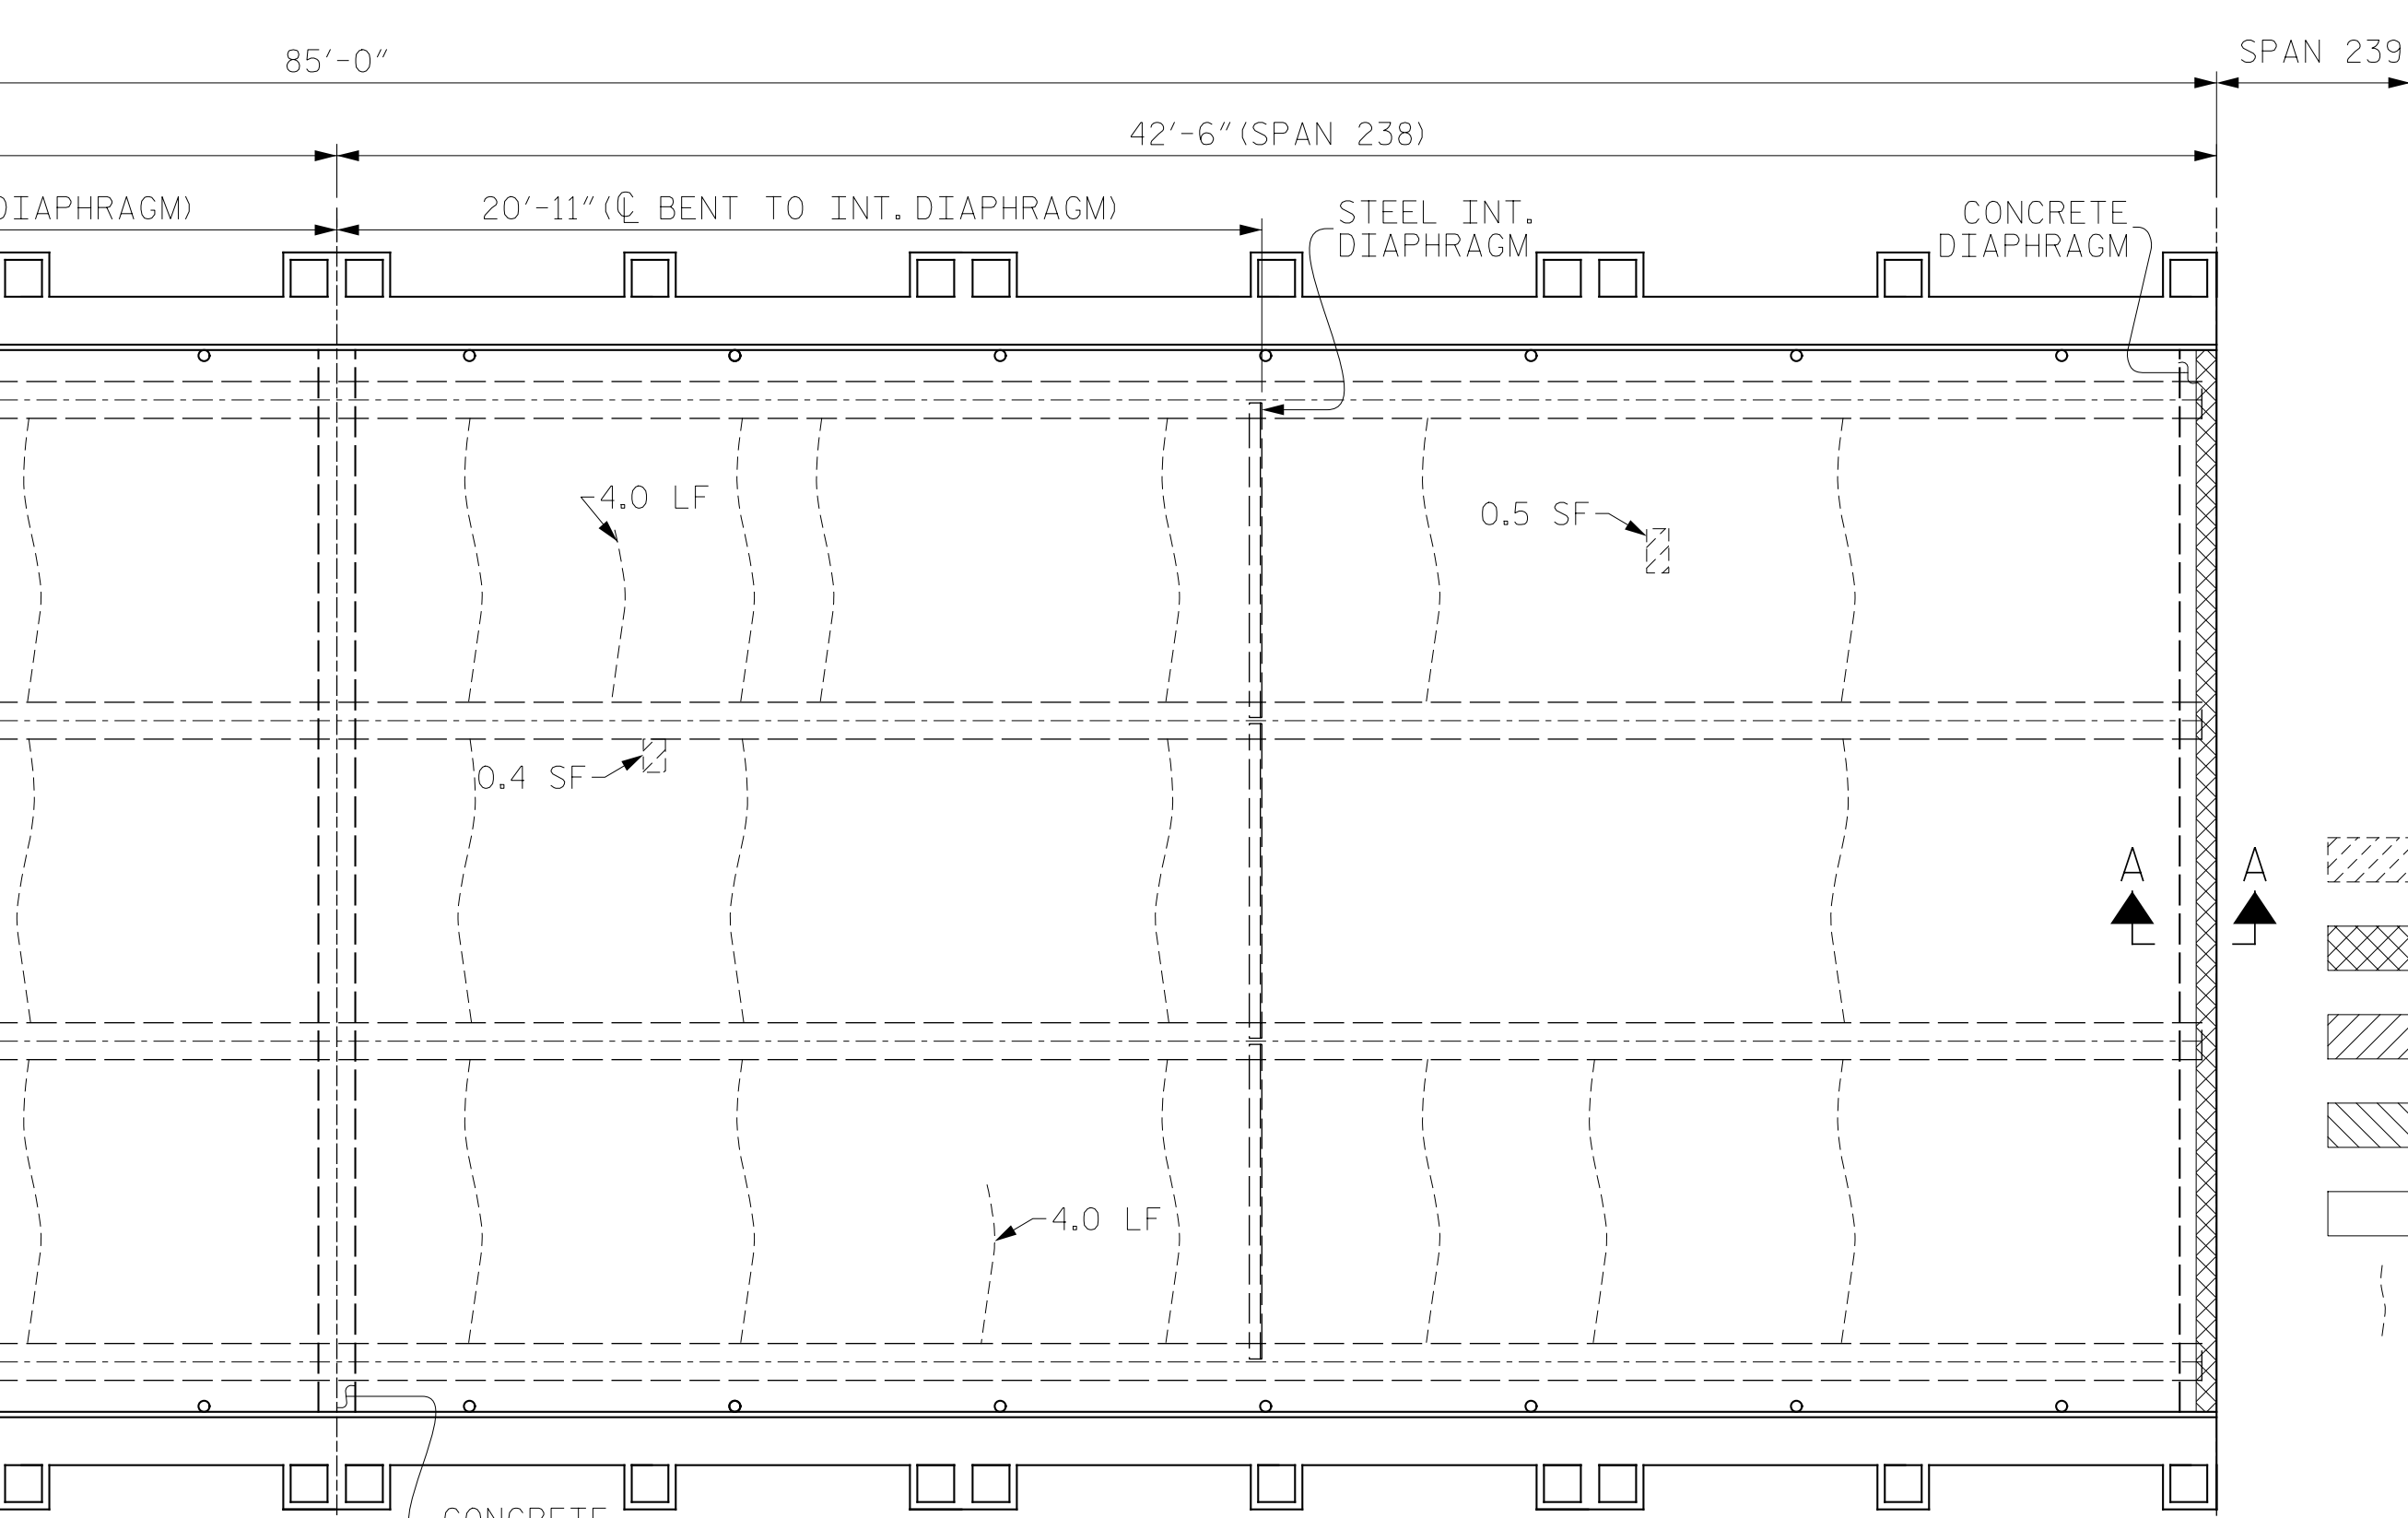 85'-0"
SPAN 239
42'-6"(SPAN 238)
DIAPHRAGM)
20'-11"(℄ BENT TO INT. DIAPHRAGM)
STEEL INT.
DIAPHRAGM
CONCRETE
DIAPHRAGM
4.0 LF
0.5 SF
0.4 SF
A
A
4.0 LF
CONCRETE